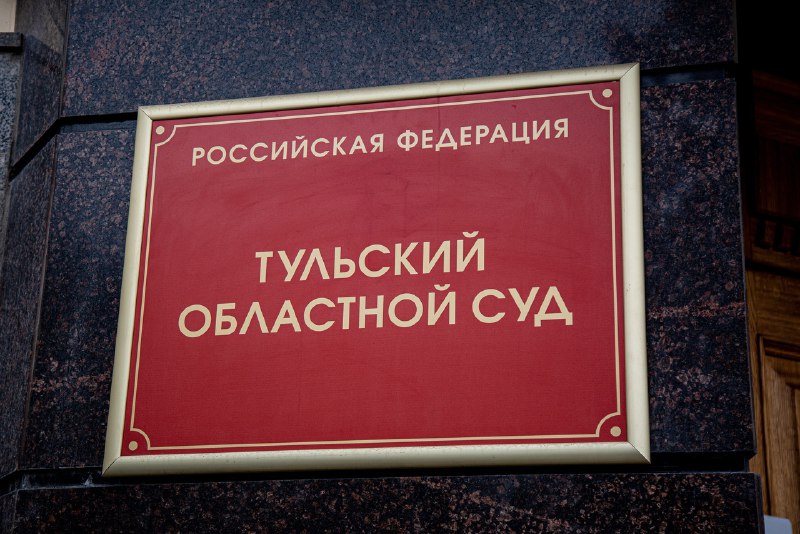 РОССИЙСКАЯ ФЕДЕРАЦИЯ
ТУЛЬСКИЙ
ОБЛАСТНОЙ СУД